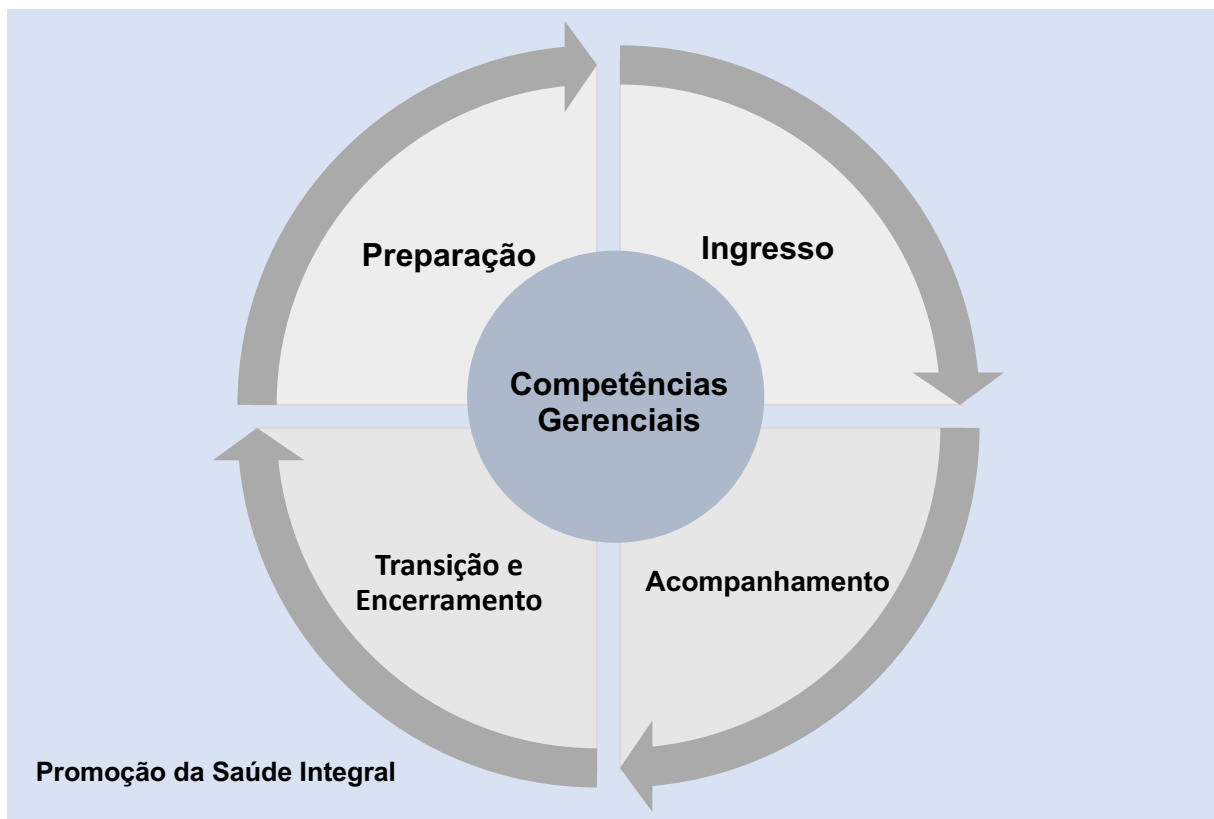 Preparação
Ingresso
Competências
Gerenciais
Transição e
Encerramento
Acompanhamento
Promoção da Saúde Integral